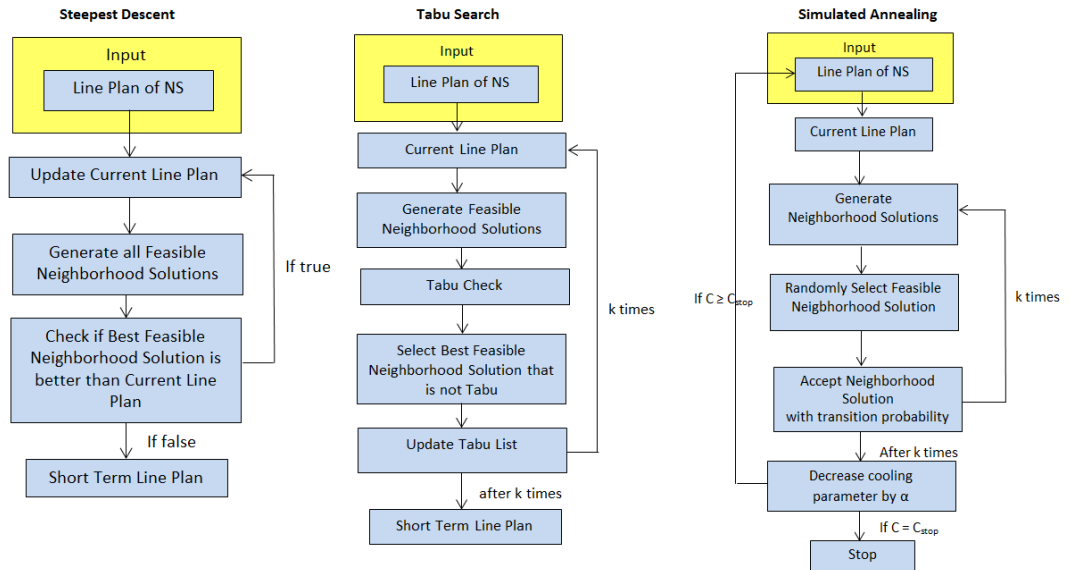 Steepest Descent
Input
Line Plan of NS
Update Current Line Plan
Generate all Feasible
Neighborhood Solutions
If true
Check if Best Feasible
Neighborhood Solution is
better than Current Line
Plan
If false
Short Term Line Plan
Tabu Search
Input
Line Plan of NS
Current Line Plan
Generate Feasible
Neighborhood Solutions
Tabu Check
k times
Select Best Feasible
Neighborhood Solution that
is not Tabu
Update Tabu List
after k times
Short Term Line Plan
Simulated Annealing
Input
Line Plan of NS
Current Line Plan
Generate
Neighborhood Solutions
If C ≥ Cstop
Randomly Select Feasible
Neigbhorhood Solution
k times
Accept Neighborhood
Solution
with transition probability
After k times
Decrease cooling
parameter by α
If C = Cstop
Stop